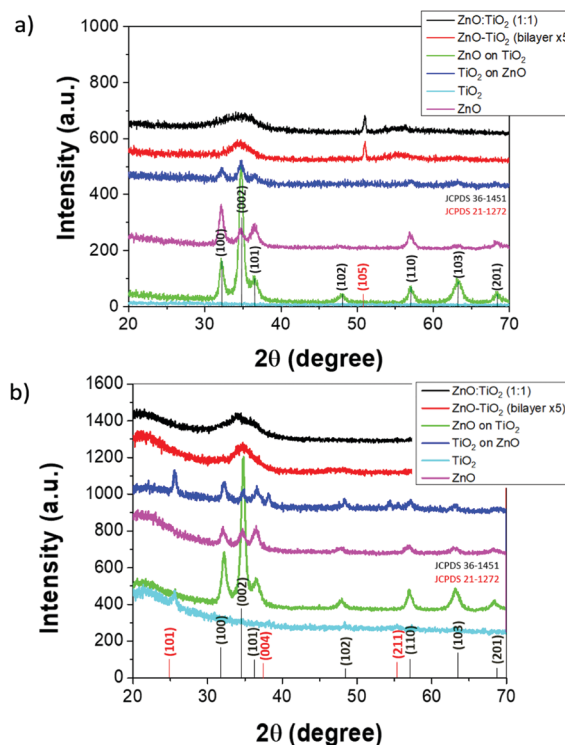 a)
ZnO:TiO₂ (1:1)
ZnO-TiO₂ (bilayer x5
ZnO on TiO₂
TiO₂ on ZnO
TiO₂
ZnO
1000
800
600
400
200
0
Intensity (a.u.)
JCPDS 36-1451
JCPDS 21-1272
(100)
(002)
(101)
(102)
(105)
(110)
(103)
(201)
20 30 40 50 60 70
2θ (degree)
b)
ZnO:TiO₂ (1:1)
ZnO-TiO₂ (bilayer x5)
ZnO on TiO₂
TiO₂ on ZnO
TiO₂
ZnO
1600
1400
1200
1000
800
600
400
200
0
Intensity (a.u.)
JCPDS 36-1451
JCPDS 21-1272
(101)
(100)
(002)
(101)
(004)
(102)
(211)
(110)
(103)
(201)
20 30 40 50 60 70
2θ (degree)